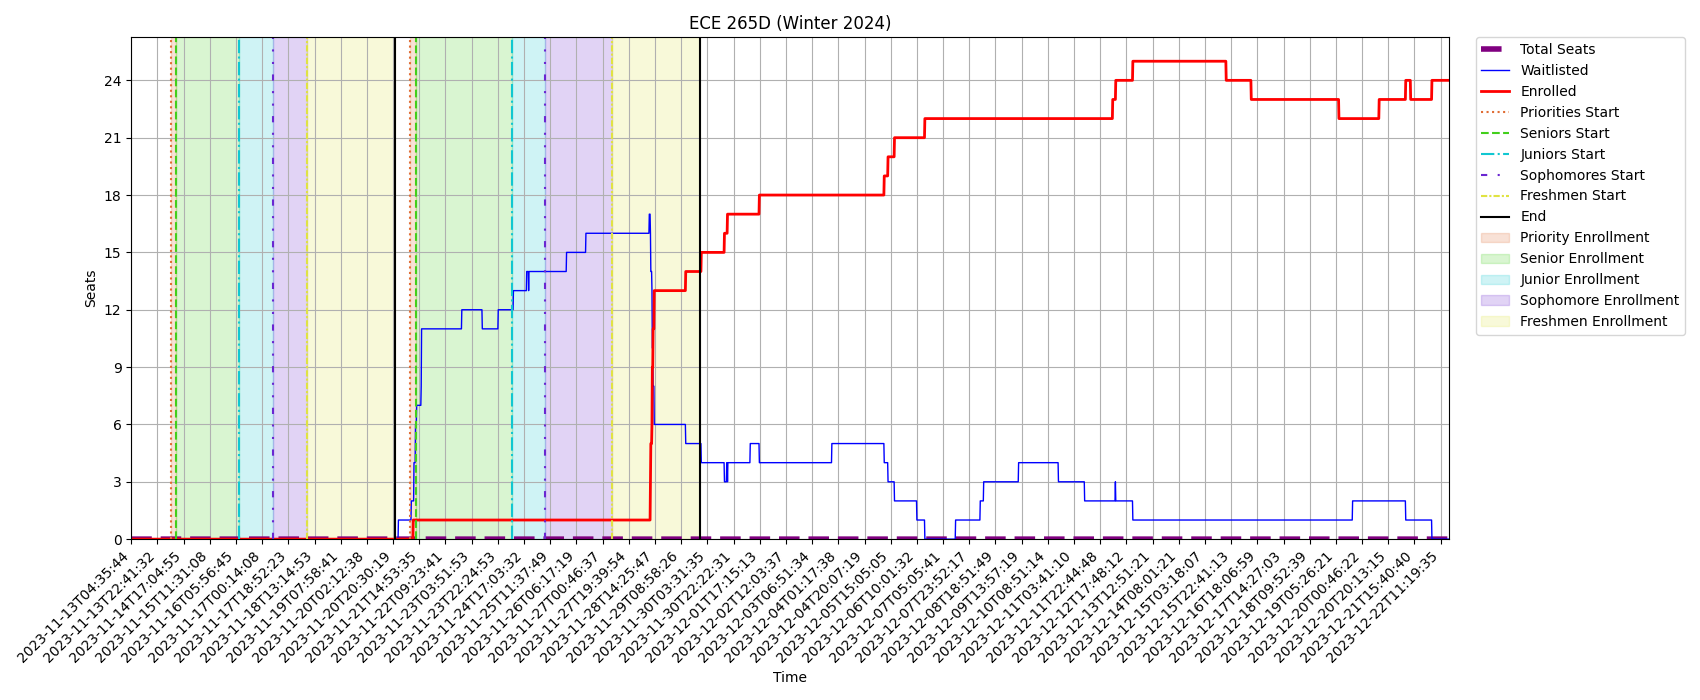 ECE 265D (Winter 2024)
Seats
24
21
18
15
12
9
6
3
0
2023-11-13T04:35:44
2023-11-13T22:41:32
2023-11-14T17:04:55
2023-11-15T11:31:08
2023-11-16T05:56:45
2023-11-17T00:14:08
2023-11-17T18:52:23
2023-11-18T13:14:53
2023-11-19T07:58:41
2023-11-20T02:12:38
2023-11-20T20:30:19
2023-11-21T14:53:35
2023-11-22T09:23:41
2023-11-23T03:51:53
2023-11-23T22:24:53
2023-11-24T17:03:32
2023-11-25T11:37:49
2023-11-26T06:17:19
2023-11-27T00:46:37
2023-11-27T19:39:54
2023-11-28T14:25:47
2023-11-29T08:58:26
2023-11-30T03:31:35
2023-11-30T22:22:31
2023-12-01T17:15:13
2023-12-02T12:03:37
2023-12-03T06:51:34
2023-12-04T01:17:38
2023-12-04T20:07:19
2023-12-05T15:05:05
2023-12-06T10:01:32
2023-12-07T05:05:41
2023-12-07T23:52:17
2023-12-08T18:51:49
2023-12-09T13:57:19
2023-12-10T08:51:14
2023-12-11T03:41:10
2023-12-11T22:44:48
2023-12-12T17:48:12
2023-12-13T12:51:21
2023-12-14T08:01:21
2023-12-15T03:18:07
2023-12-15T22:41:13
2023-12-16T18:06:59
2023-12-17T14:27:03
2023-12-18T09:52:39
2023-12-19T05:26:21
2023-12-20T00:46:22
2023-12-20T20:13:15
2023-12-21T15:40:40
2023-12-22T11:19:35
Time
Total Seats
Waitlisted
Enrolled
Priorities Start
Seniors Start
Juniors Start
Sophomores Start
Freshmen Start
End
Priority Enrollment
Senior Enrollment
Junior Enrollment
Sophomore Enrollment
Freshmen Enrollment